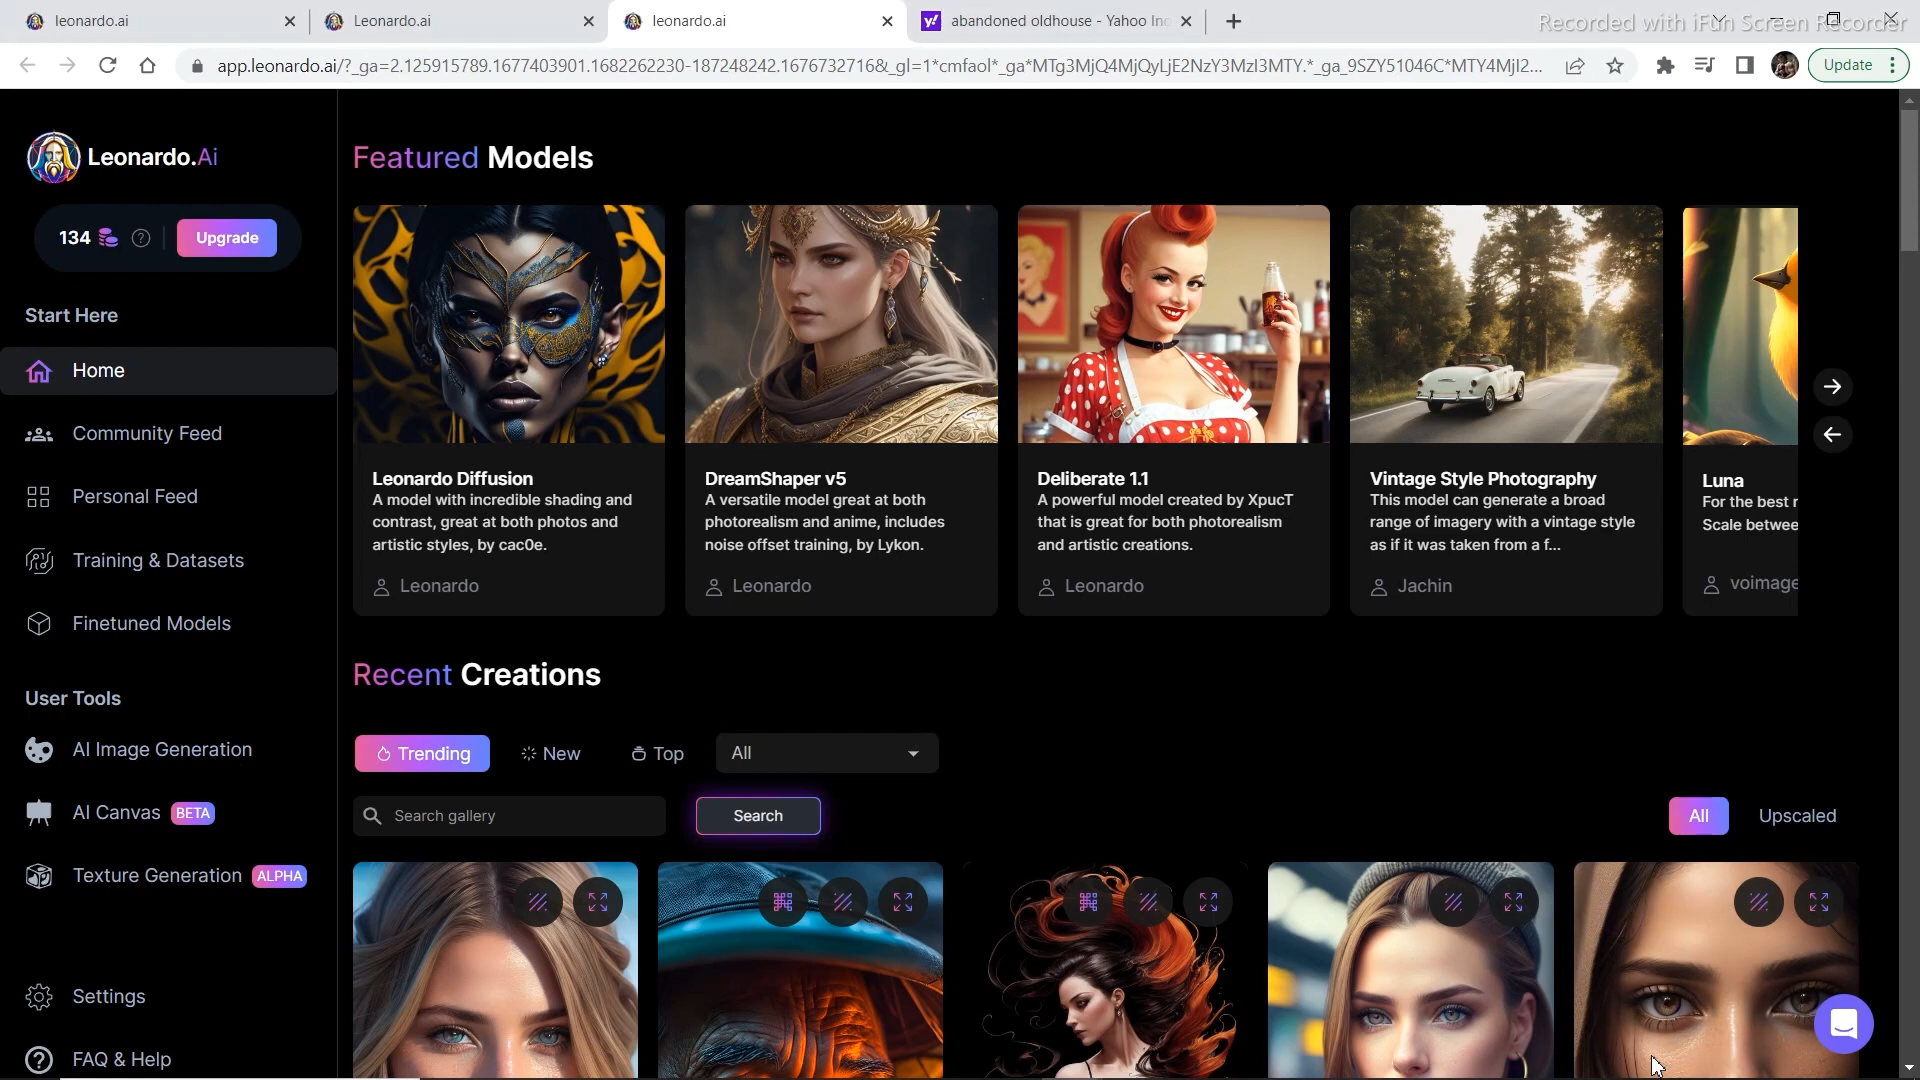 leonardo.ai
Leonardo.ai
leonardo.ai
abandoned oldhouse - Yahoo
Recorded with iFun Screen Recorder
app.leonardo.ai/?_ga=2.125915789.1677403901.1682262230-187248242.1676732716&_gl=1*cmfaol*_ga*MTg3MjQ4MjQyLjE2NzY3MzI3MTY.*_ga_9SZY51046C*MTY4MjI2...
Update
Leonardo.Ai
134
Upgrade
Start Here
Home
Community Feed
Personal Feed
Training & Datasets
Finetuned Models
User Tools
AI Image Generation
AI Canvas BETA
Texture Generation ALPHA
Settings
FAQ & Help
Featured Models
Leonardo Diffusion
A model with incredible shading and
contrast, great at both photos and
artistic styles, by cac0e.
Leonardo
DreamShaper v5
A versatile model great at both
photorealism and anime, includes
noise offset training, by Lykon.
Leonardo
Deliberate 1.1
A powerful model created by XpucT
that is great for both photorealism
and artistic creations.
Leonardo
Vintage Style Photography
This model can generate a broad
range of imagery with a vintage style
as if it was taken from a f...
Jachin
Luna
For the best r
Scale betwee
voimage
Recent Creations
Trending
New
Top
All
Search gallery
Search
All
Upscaled